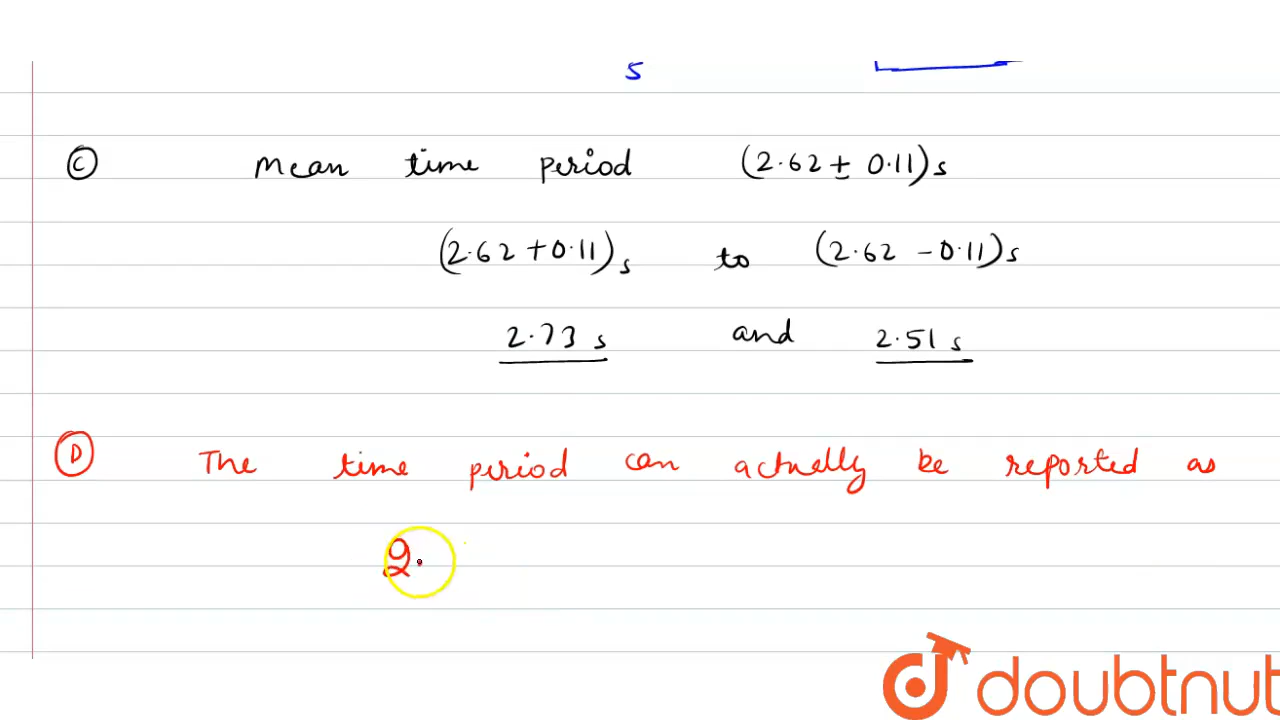 5
(C) Mean time period (2.62 ± 0.11)s
(2.62 + 0.11)s to (2.62 - 0.11)s
2.73 s and 2.51 s
(D) The time period can actually be reported as
2.
doubtnut